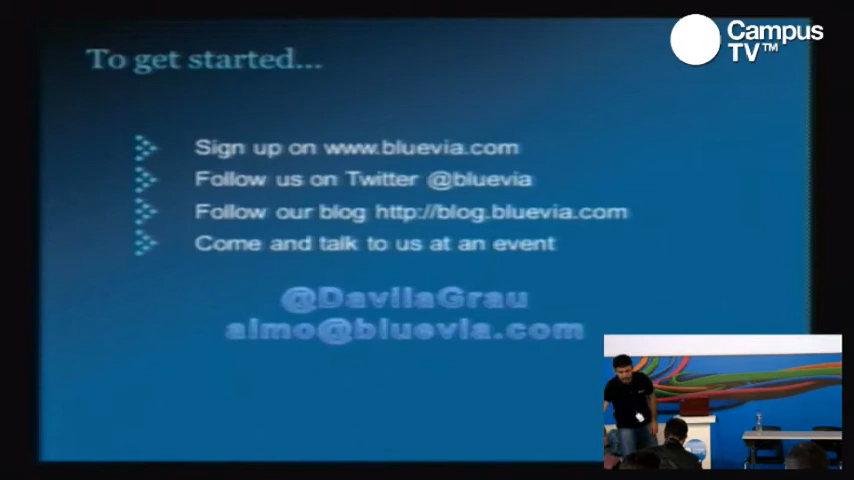 Campus
TV™
To get started...
Sign up on www.bluevia.com
Follow us on Twitter @bluevia
Follow our blog http://blog.bluevia.com
Come and talk to us at an event
@DavilaGrau
almo@bluevia.com